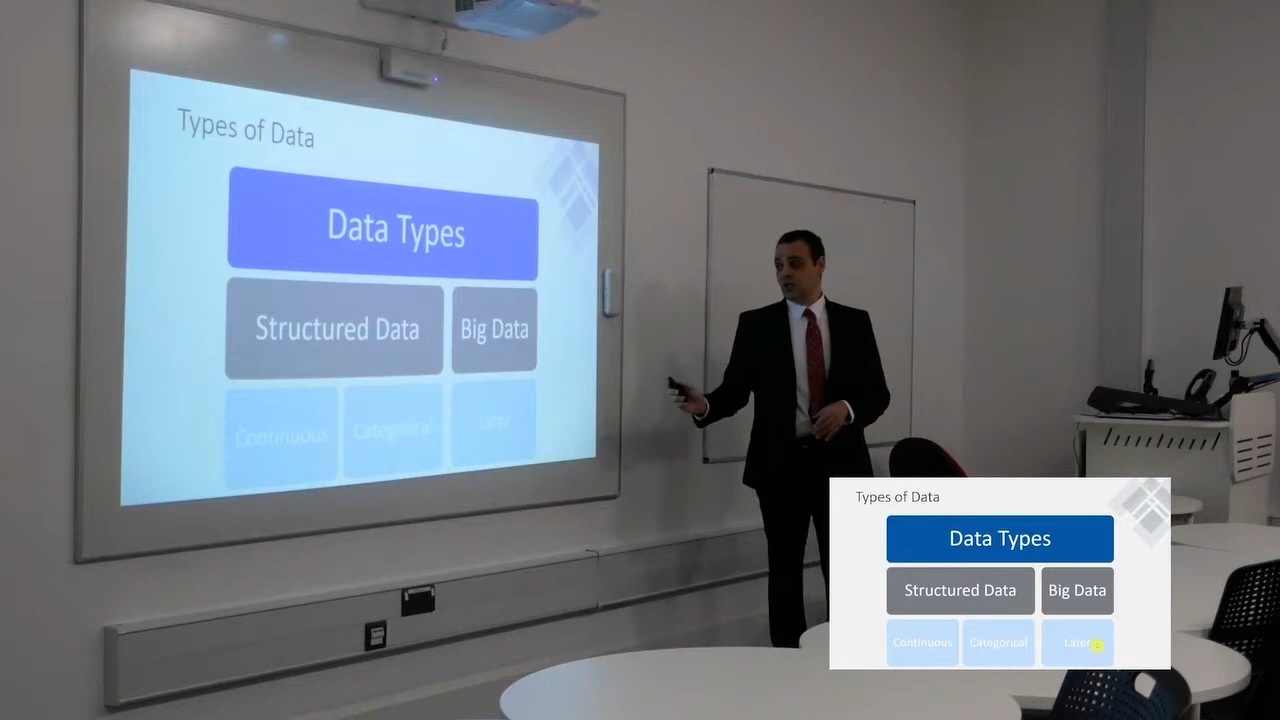 Types of Data
Data Types
Structured Data Big Data
Continuous Categorical Later
Types of Data
Data Types
Structured Data Big Data
Continuous Categorical Later